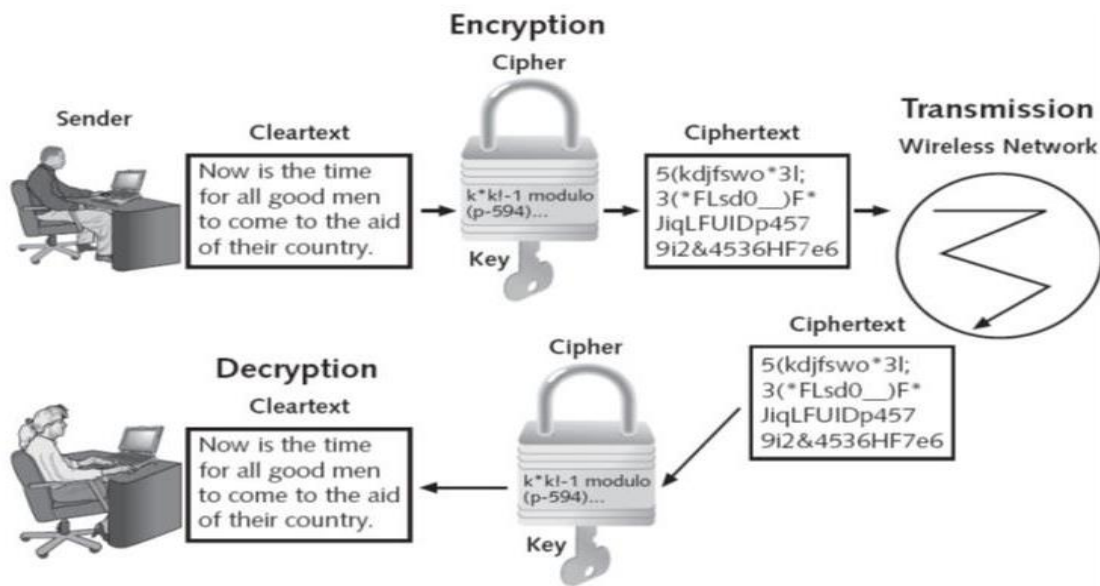 Encryption
Cipher
Sender
Cleartext
Now is the time
for all good men
to come to the aid
of their country.
k*k!-1 modulo
(p-594)...
Key
Ciphertext
5(kdjfswo*3l;
3(*FLsd0__)F*
JiqLFUIDp457
9i2&4536HF7e6
Transmission
Wireless Network
Ciphertext
5(kdjfswo*3l;
3(*FLsd0__)F*
JiqLFUIDp457
9i2&4536HF7e6
Cipher
k*k!-1 modulo
(p-594)...
Key
Decryption
Cleartext
Now is the time
for all good men
to come to the aid
of their country.